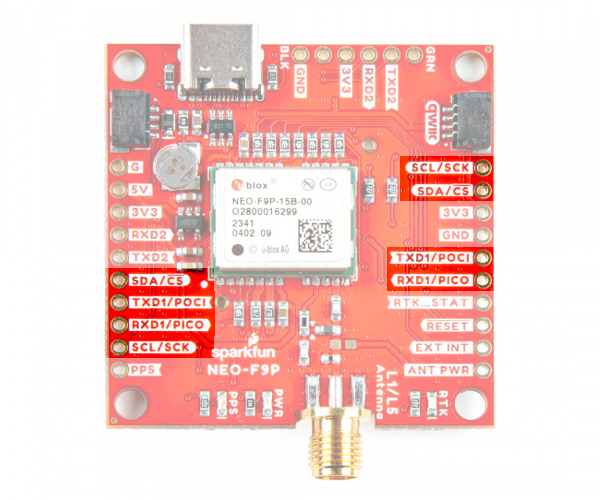 BLK
GND
3V3
RXD2
TXD2
GRN
QWIIC
G
5V
3V3
RXD2
TXD2
SDA/CS
TXD1/POCI
RXD1/PICO
SCL/SCK
PPS
u blox
NEO-F9P-15B-00
O2800016299
2341
0402 09
u-blox AG
SCL/SCK
SDA/CS
3V3
GND
TXD1/POCI
RXD1/PICO
RTK_STAT
RESET
EXT INT
ANT PWR
sparkfun
NEO-F9P
PPS
PWR
L1/L5
Antenna
RTK